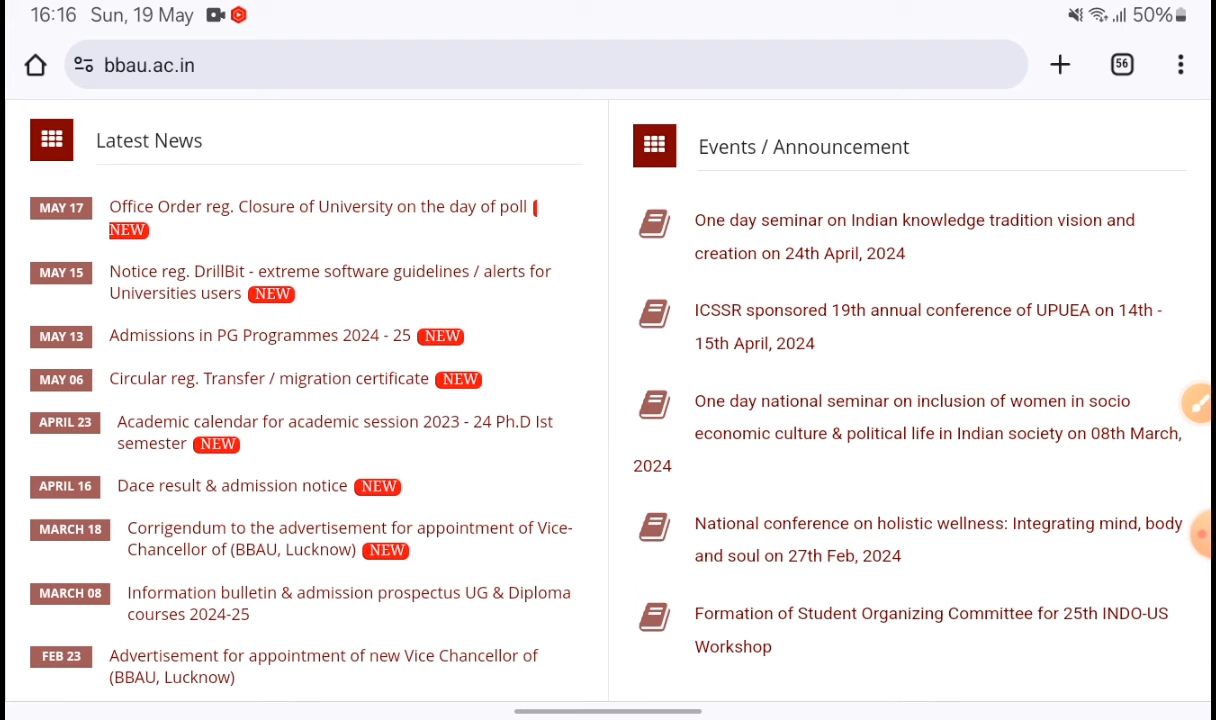 16:16 Sun, 19 May
50%
bbau.ac.in
56
Latest News
MAY 17 Office Order reg. Closure of University on the day of poll
NEW
MAY 15 Notice reg. DrillBit - extreme software guidelines / alerts for
Universities users NEW
MAY 13 Admissions in PG Programmes 2024 - 25 NEW
MAY 06 Circular reg. Transfer / migration certificate NEW
APRIL 23 Academic calendar for academic session 2023 - 24 Ph.D Ist
semester NEW
APRIL 16 Dace result & admission notice NEW
MARCH 18 Corrigendum to the advertisement for appointment of Vice-
Chancellor of (BBAU, Lucknow) NEW
MARCH 08 Information bulletin & admission prospectus UG & Diploma
courses 2024-25
FEB 23 Advertisement for appointment of new Vice Chancellor of
(BBAU, Lucknow)
Events / Announcement
One day seminar on Indian knowledge tradition vision and
creation on 24th April, 2024
ICSSR sponsored 19th annual conference of UPUEA on 14th -
15th April, 2024
One day national seminar on inclusion of women in socio
economic culture & political life in Indian society on 08th March,
2024
National conference on holistic wellness: Integrating mind, body
and soul on 27th Feb, 2024
Formation of Student Organizing Committee for 25th INDO-US
Workshop